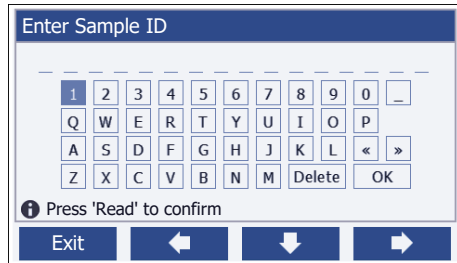 Enter Sample ID
1 2 3 4 5 6 7 8 9 0 _
Q W E R T Y U I O P
A S D F G H J K L « »
Z X C V B N M Delete OK
Press 'Read' to confirm
Exit